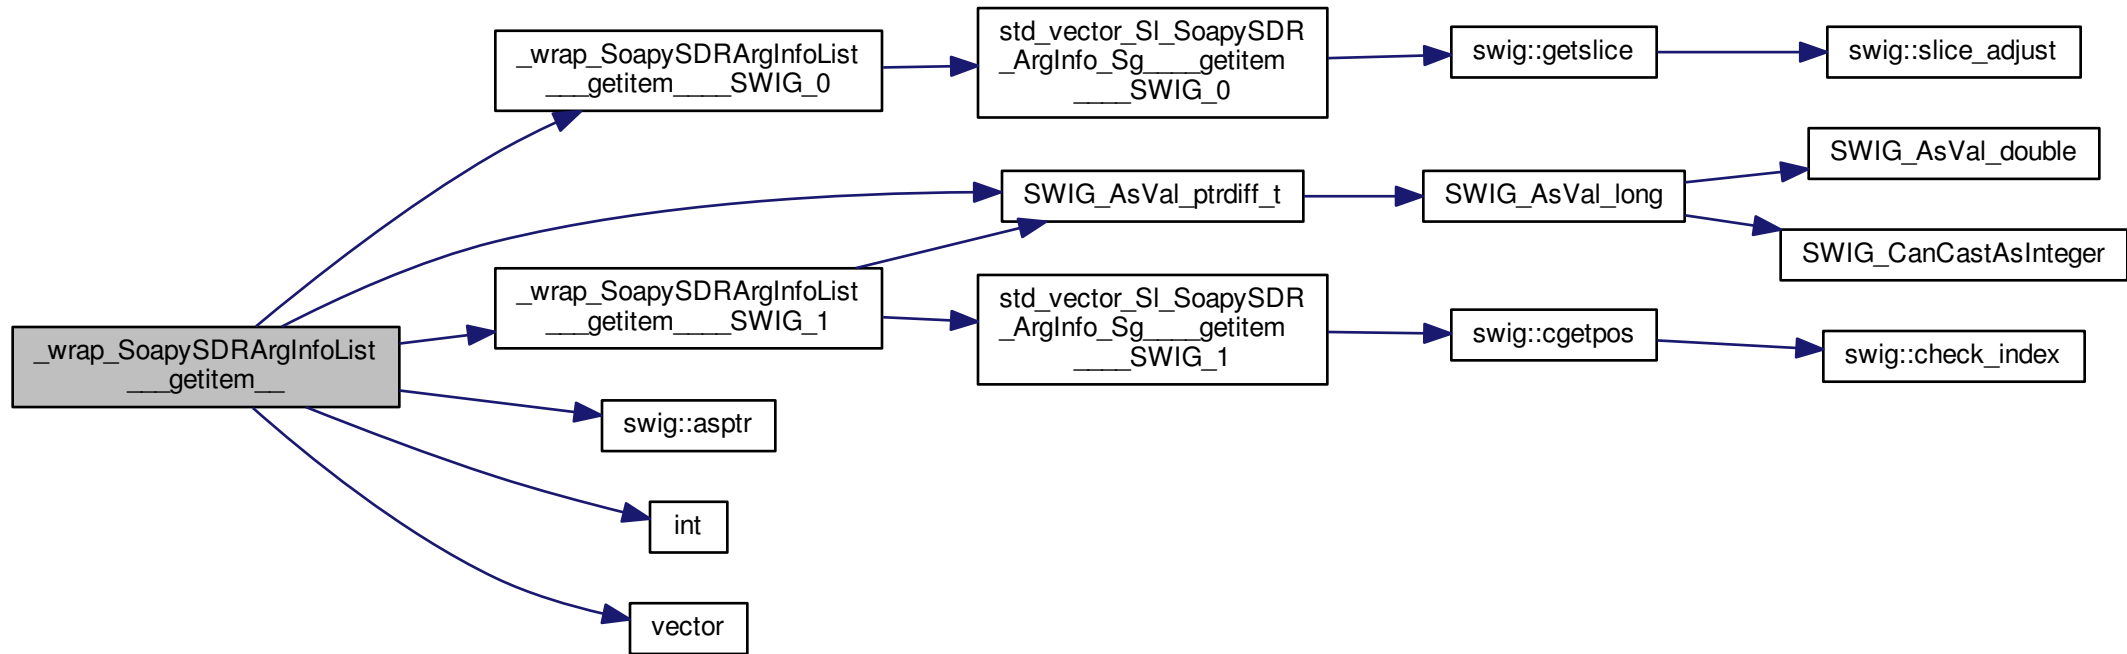 _wrap_SoapySDRArgInfoList
___getitem____SWIG_0
std_vector_Sl_SoapySDR
_ArgInfo_Sg____getitem
____SWIG_0
swig::getslice
swig::slice_adjust
SWIG_AsVal_ptrdiff_t
SWIG_AsVal_long
SWIG_AsVal_double
SWIG_CanCastAsInteger
_wrap_SoapySDRArgInfoList
___getitem__
_wrap_SoapySDRArgInfoList
___getitem____SWIG_1
std_vector_Sl_SoapySDR
_ArgInfo_Sg____getitem
____SWIG_1
swig::cgetpos
swig::check_index
swig::asptr
int
vector